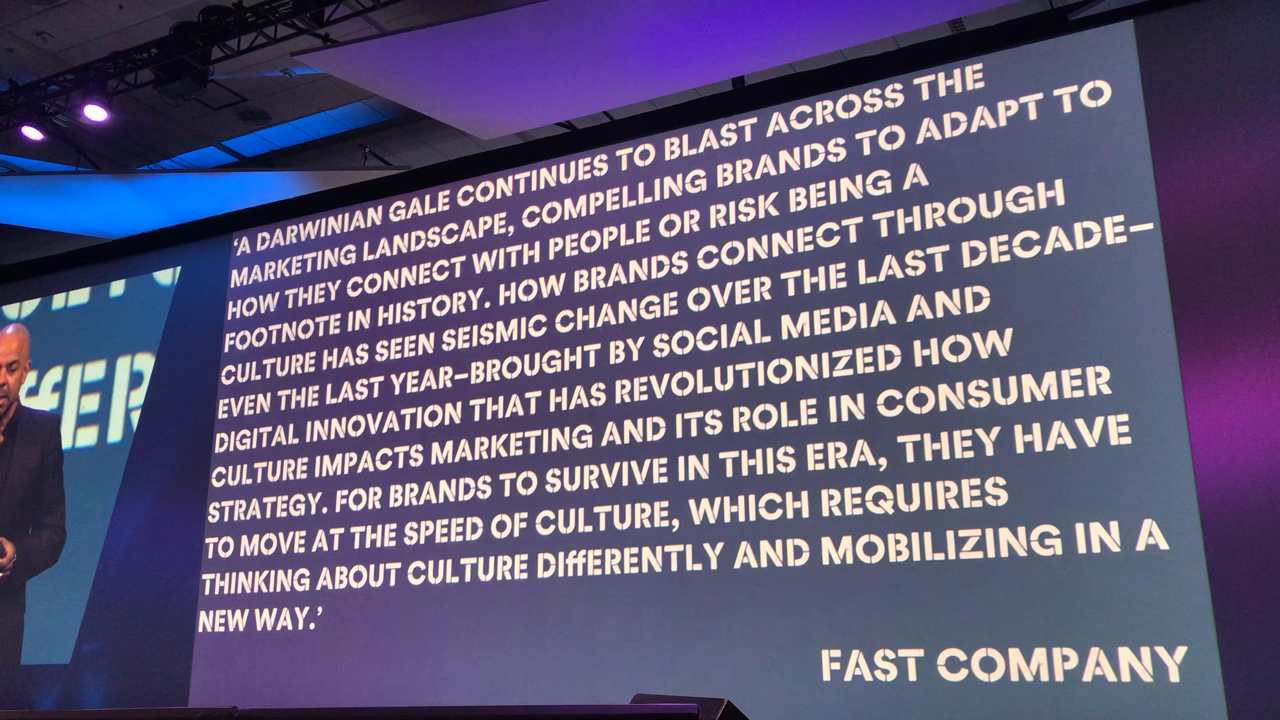 ‘A DARWINIAN GALE CONTINUES TO BLAST ACROSS THE
MARKETING LANDSCAPE, COMPELLING BRANDS TO ADAPT TO
HOW THEY CONNECT WITH PEOPLE OR RISK BEING A
FOOTNOTE IN HISTORY. HOW BRANDS CONNECT THROUGH
CULTURE HAS SEEN SEISMIC CHANGE OVER THE LAST DECADE–
EVEN THE LAST YEAR–BROUGHT BY SOCIAL MEDIA AND
DIGITAL INNOVATION THAT HAS REVOLUTIONIZED HOW
CULTURE IMPACTS MARKETING AND ITS ROLE IN CONSUMER
STRATEGY. FOR BRANDS TO SURVIVE IN THIS ERA, THEY HAVE
TO MOVE AT THE SPEED OF CULTURE, WHICH REQUIRES
THINKING ABOUT CULTURE DIffERENTLY AND MOBILIZING IN A
NEW WAY.’
FAST COMPANY